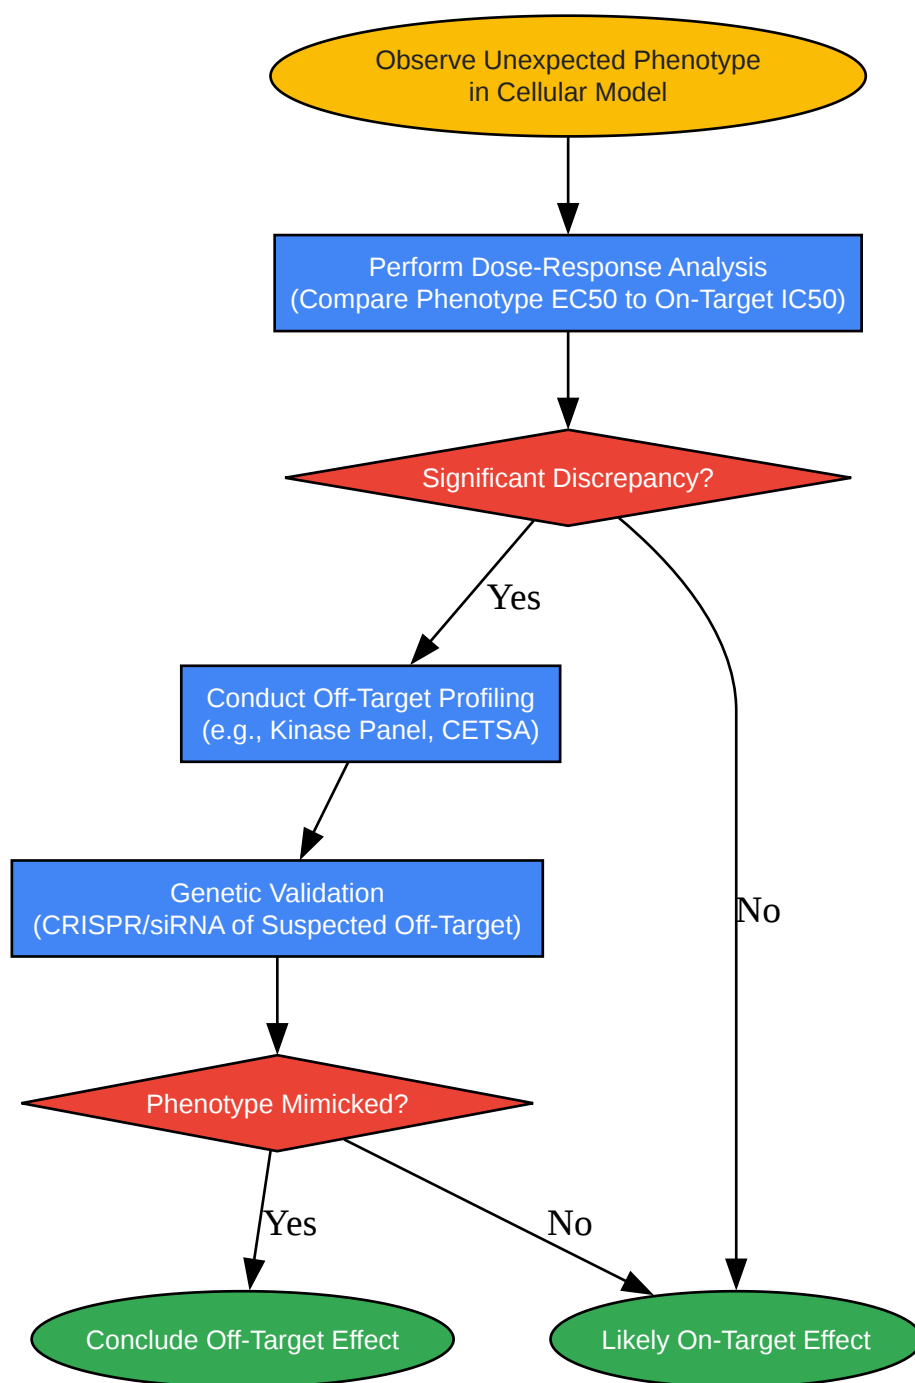 Observe Unexpected Phenotype
in Cellular Model
Perform Dose-Response Analysis
(Compare Phenotype EC50 to On-Target IC50)
Significant Discrepancy?
Yes
Conduct Off-Target Profiling
(e.g., Kinase Panel, CETSA)
Genetic Validation
(CRISPR/siRNA of Suspected Off-Target)
No
Phenotype Mimicked?
Yes
No
Conclude Off-Target Effect
Likely On-Target Effect